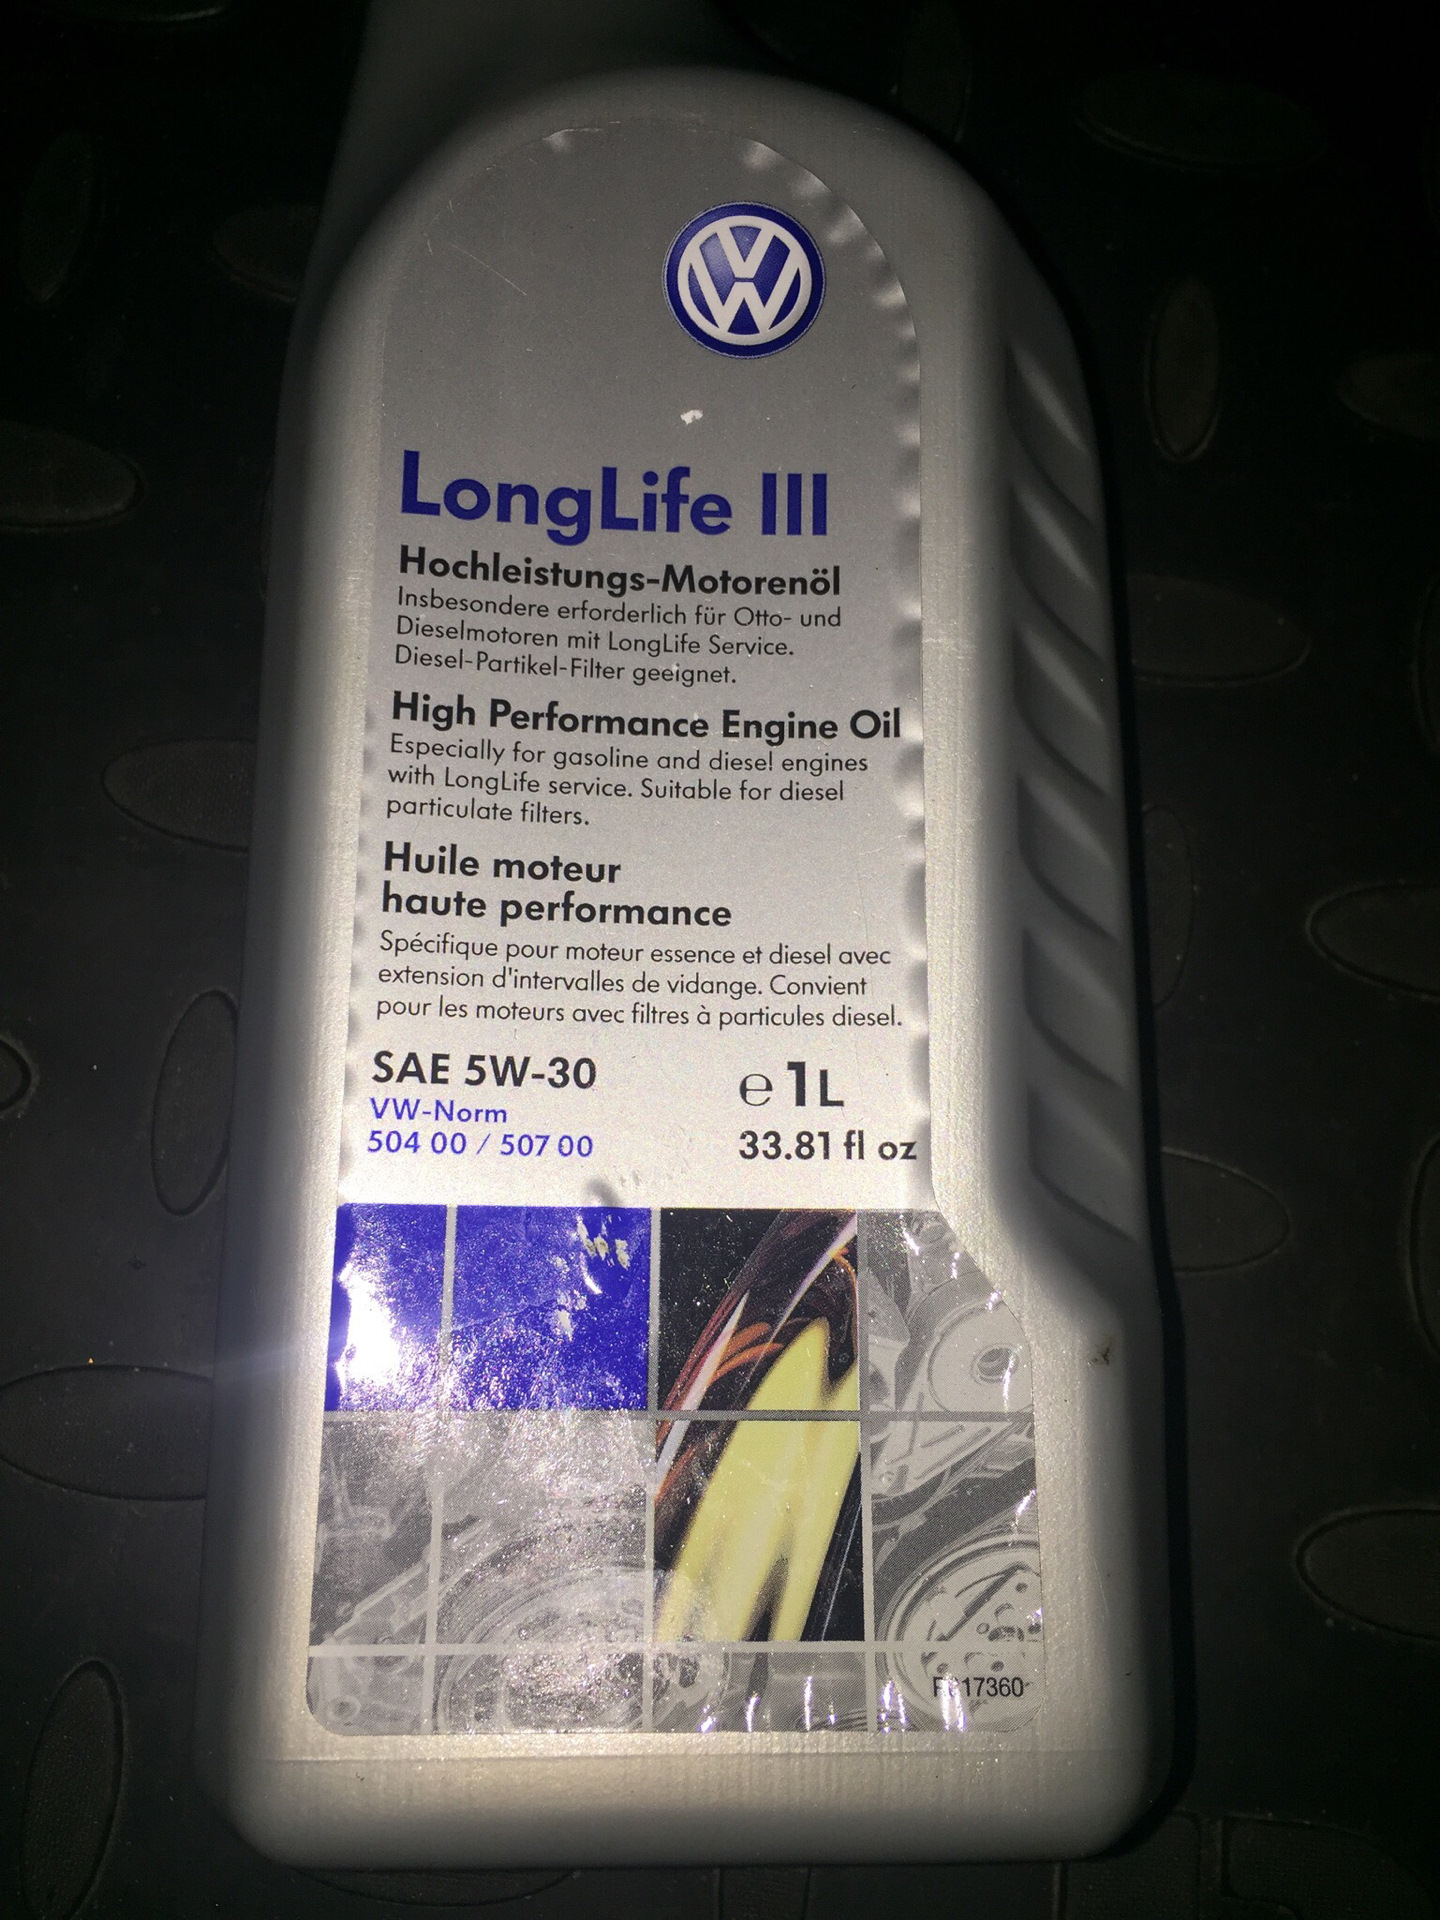 VW
LongLife III
Hochleistungs-Motorenöl
Insbesondere erforderlich für Otto- und
Dieselmotoren mit LongLife Service.
Diesel-Partikel-Filter geeignet.
High Performance Engine Oil
Especially for gasoline and diesel engines
with LongLife service. Suitable for diesel
particulate filters.
Huile moteur
haute performance
Spécifique pour moteur essence et diesel avec
extension d'intervalles de vidange. Convient
pour les moteurs avec filtres à particules diesel.
SAE 5W-30
VW-Norm
504 00 / 507 00
℮ 1L
33.81 fl oz